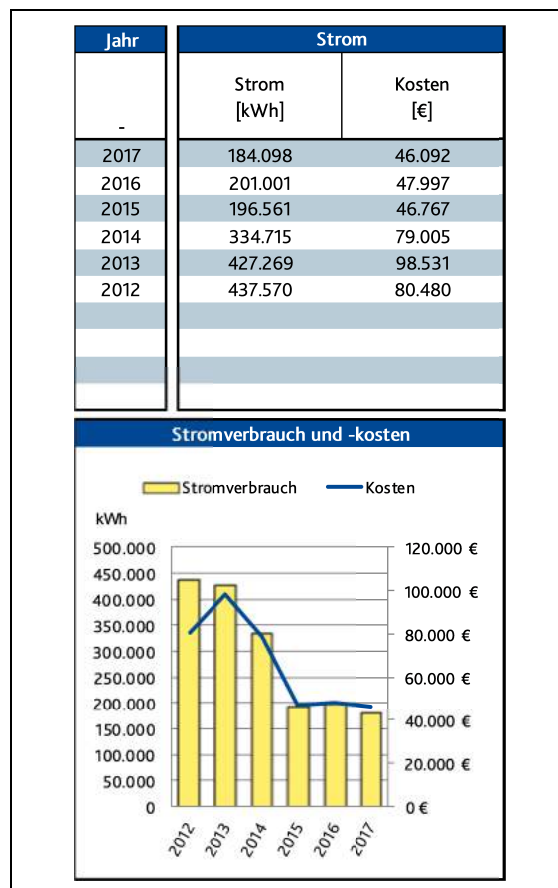 Jahr Strom
Strom Kosten
[kWh] [€]
-
2017 184.098 46.092
2016 201.001 47.997
2015 196.561 46.767
2014 334.715 79.005
2013 427.269 98.531
2012 437.570 80.480
Stromverbrauch und -kosten
Stromverbrauch Kosten
kWh
500.000 120.000 €
450.000
400.000 100.000 €
350.000 80.000 €
300.000
250.000 60.000 €
200.000
150.000 40.000 €
100.000 20.000 €
50.000
0 0 €
2012 2013 2014 2015 2016 2017